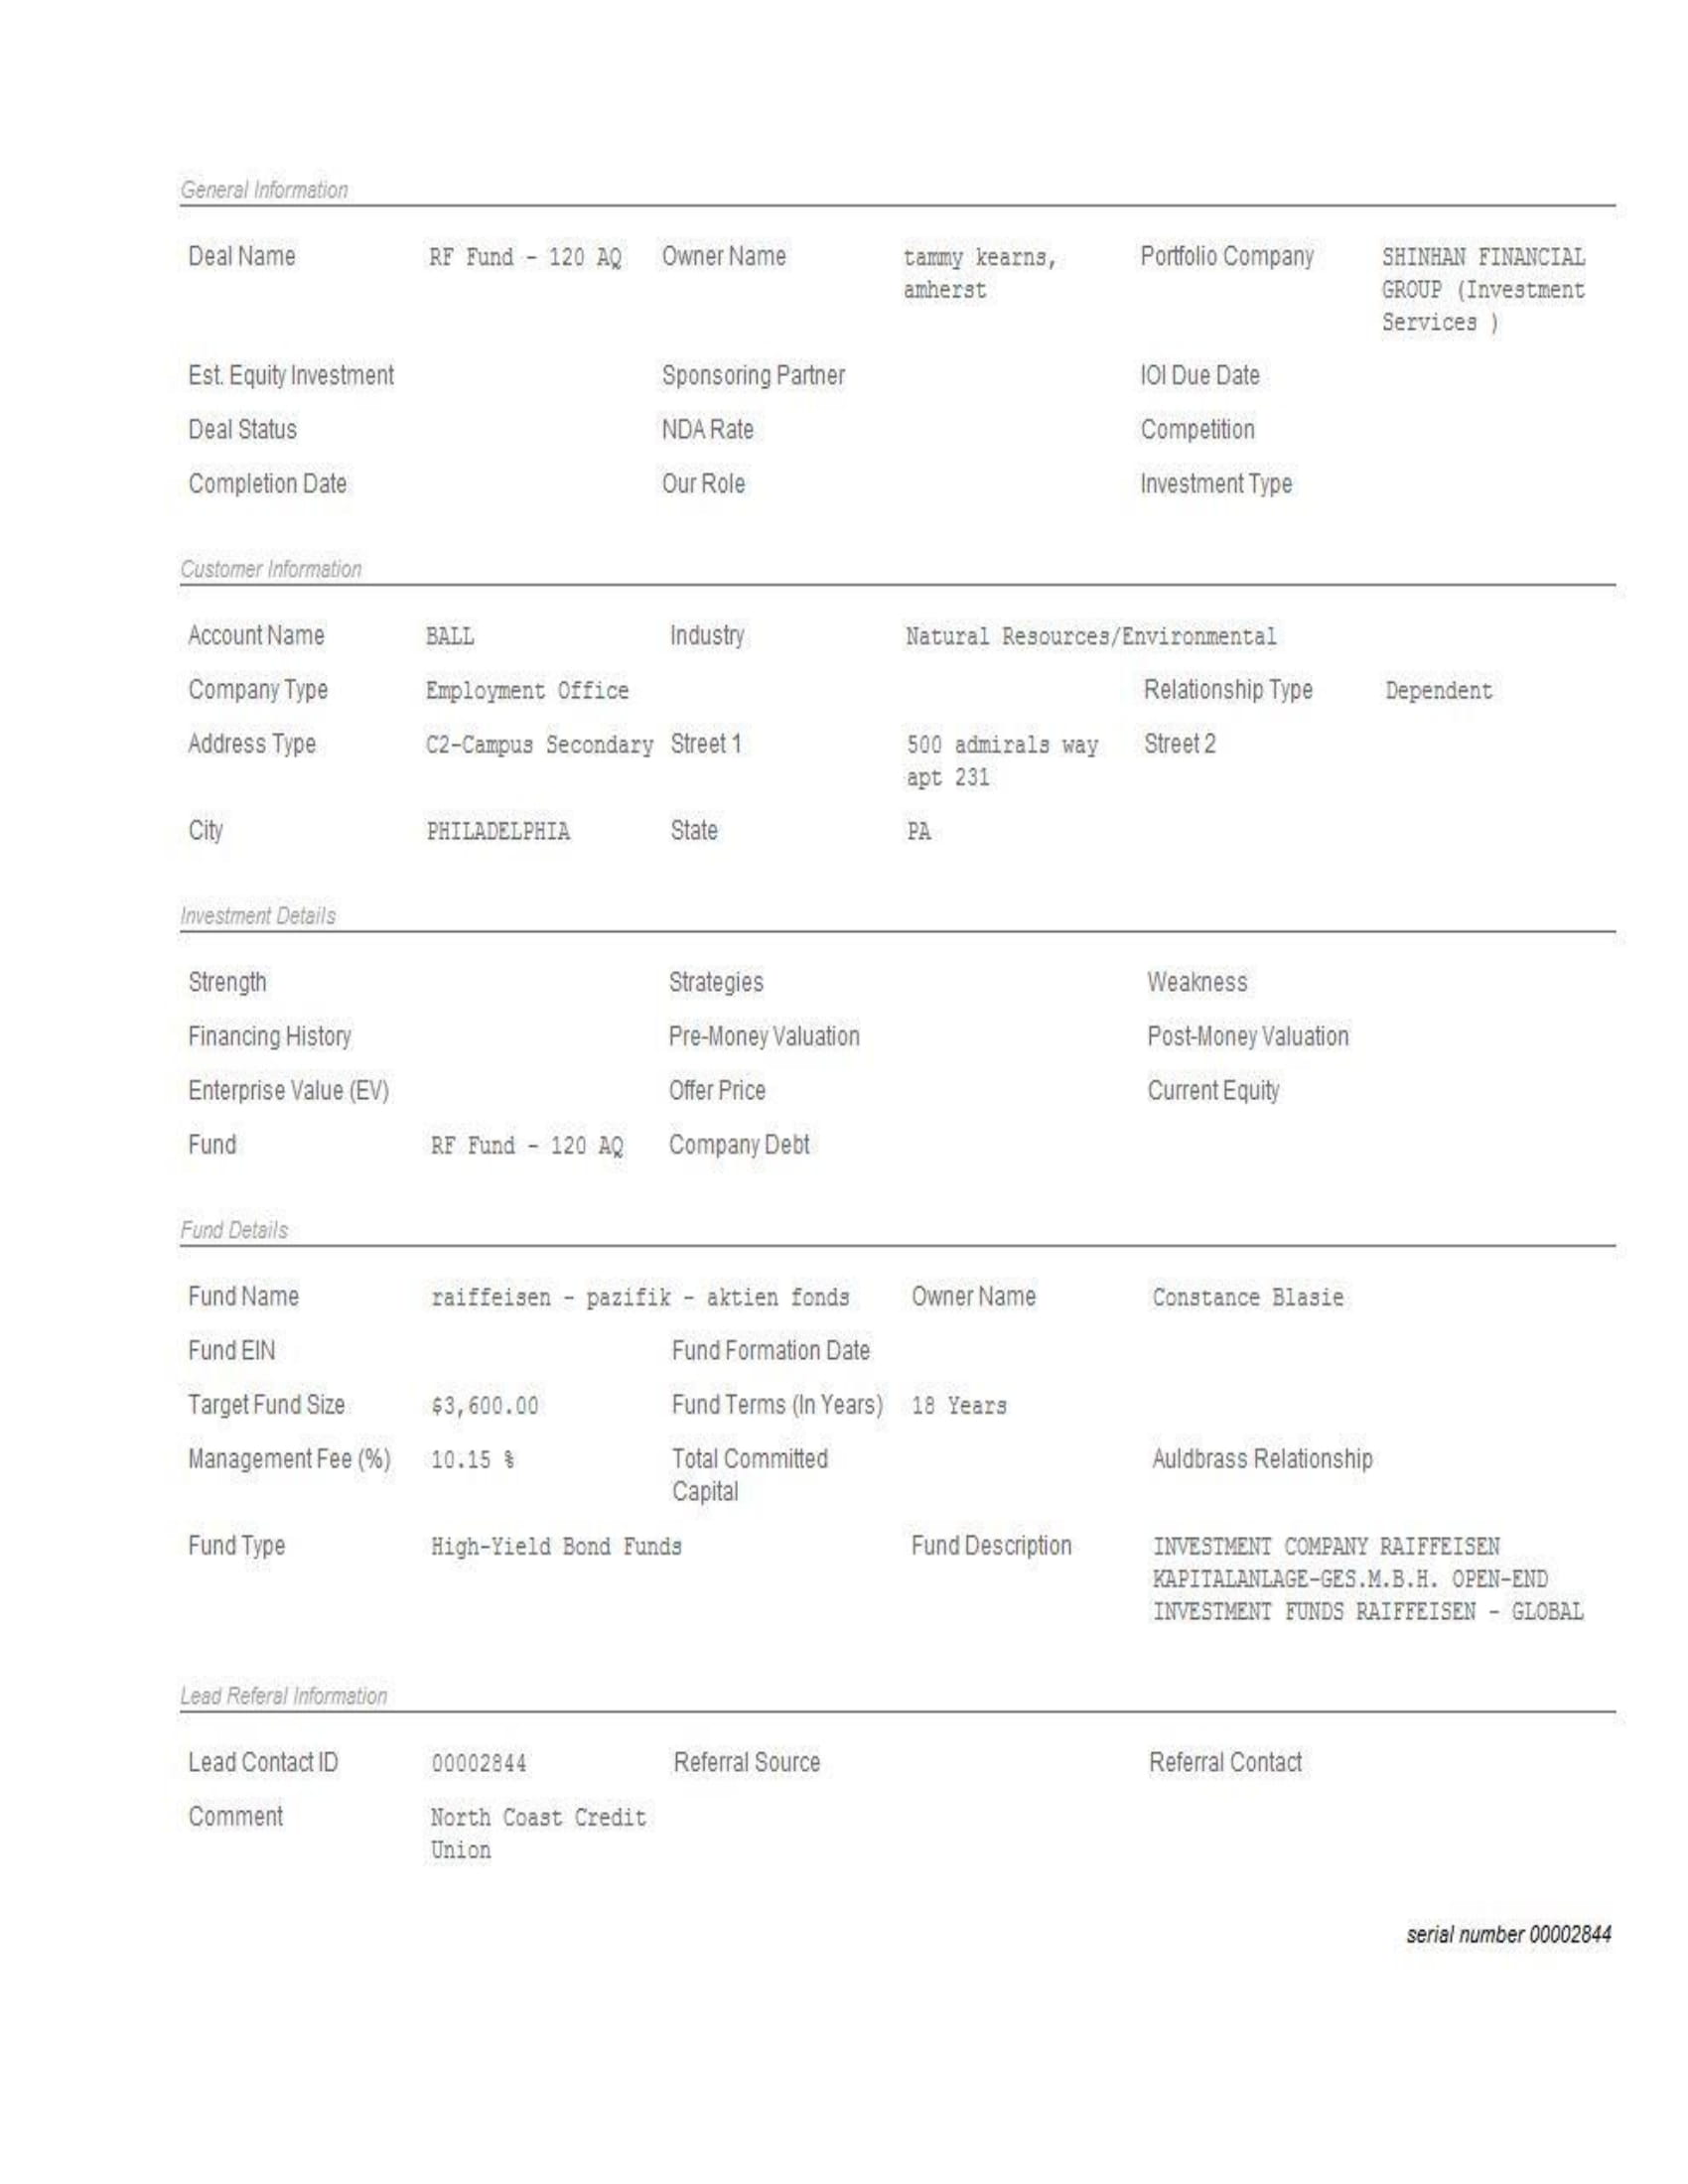 General Information
Deal Name RF Fund - 120 AQ Owner Name tammy kearns, Portfolio Company SHINHAN FINANCIAL
amherst GROUP (Investment
Services )
Est. Equity Investment Sponsoring Partner IOI Due Date
Deal Status NDA Rate Competition
Completion Date Our Role Investment Type
Customer Information
Account Name BALL Industry Natural Resources/Environmental
Company Type Employment Office Relationship Type Dependent
Address Type C2-Campus Secondary Street 1 500 admirals way Street 2
apt 231
City PHILADELPHIA State PA
Investment Details
Strength Strategies Weakness
Financing History Pre-Money Valuation Post-Money Valuation
Enterprise Value (EV) Offer Price Current Equity
Fund RF Fund - 120 AQ Company Debt
Fund Details
Fund Name raiffeisen - pazifik - aktien fonds Owner Name Constance Blasie
Fund EIN Fund Formation Date
Target Fund Size $3,600.00 Fund Terms (In Years) 18 Years
Management Fee (%) 10.15 % Total Committed Auldbrass Relationship
Capital
Fund Type High-Yield Bond Funds Fund Description INVESTMENT COMPANY RAIFFEISEN
KAPITALANLAGE-GES.M.B.H. OPEN-END
INVESTMENT FUNDS RAIFFEISEN - GLOBAL
Lead Referal Information
Lead Contact ID 00002844 Referral Source Referral Contact
Comment North Coast Credit
Union
serial number 00002844